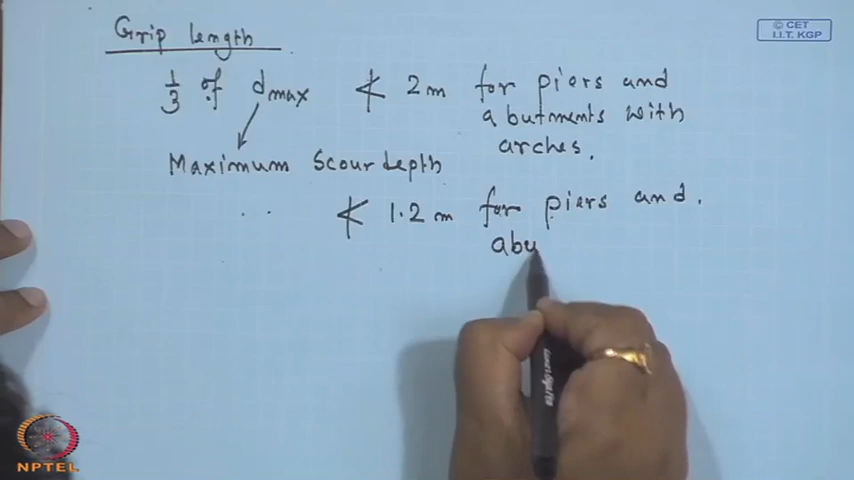 Grip length
© CET
I.I.T. KGP
1/3 of dmax ≮ 2m for piers and
abutments with
arches.
Maximum Scour depth
≮ 1.2 m for piers and.
abu
NPTEL